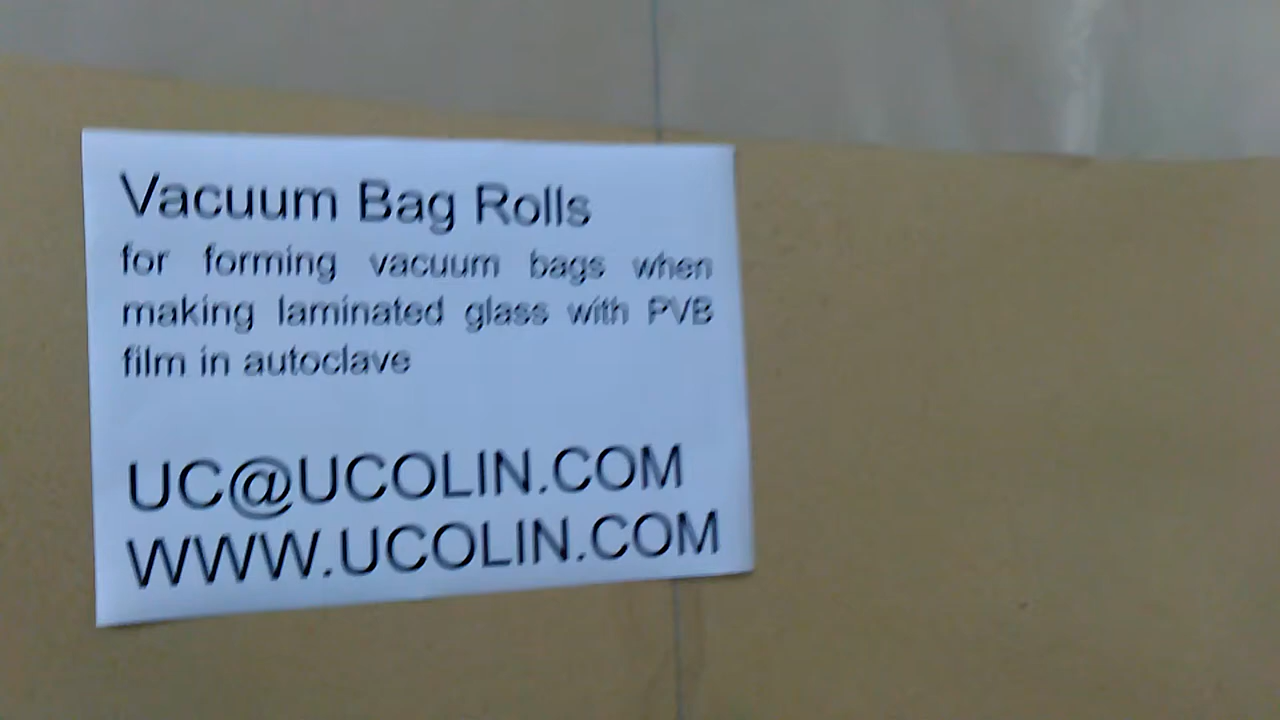 Vacuum Bag Rolls
for forming vacuum bags when
making laminated glass with PVB
film in autoclave
UC@UCOLIN.COM
WWW.UCOLIN.COM